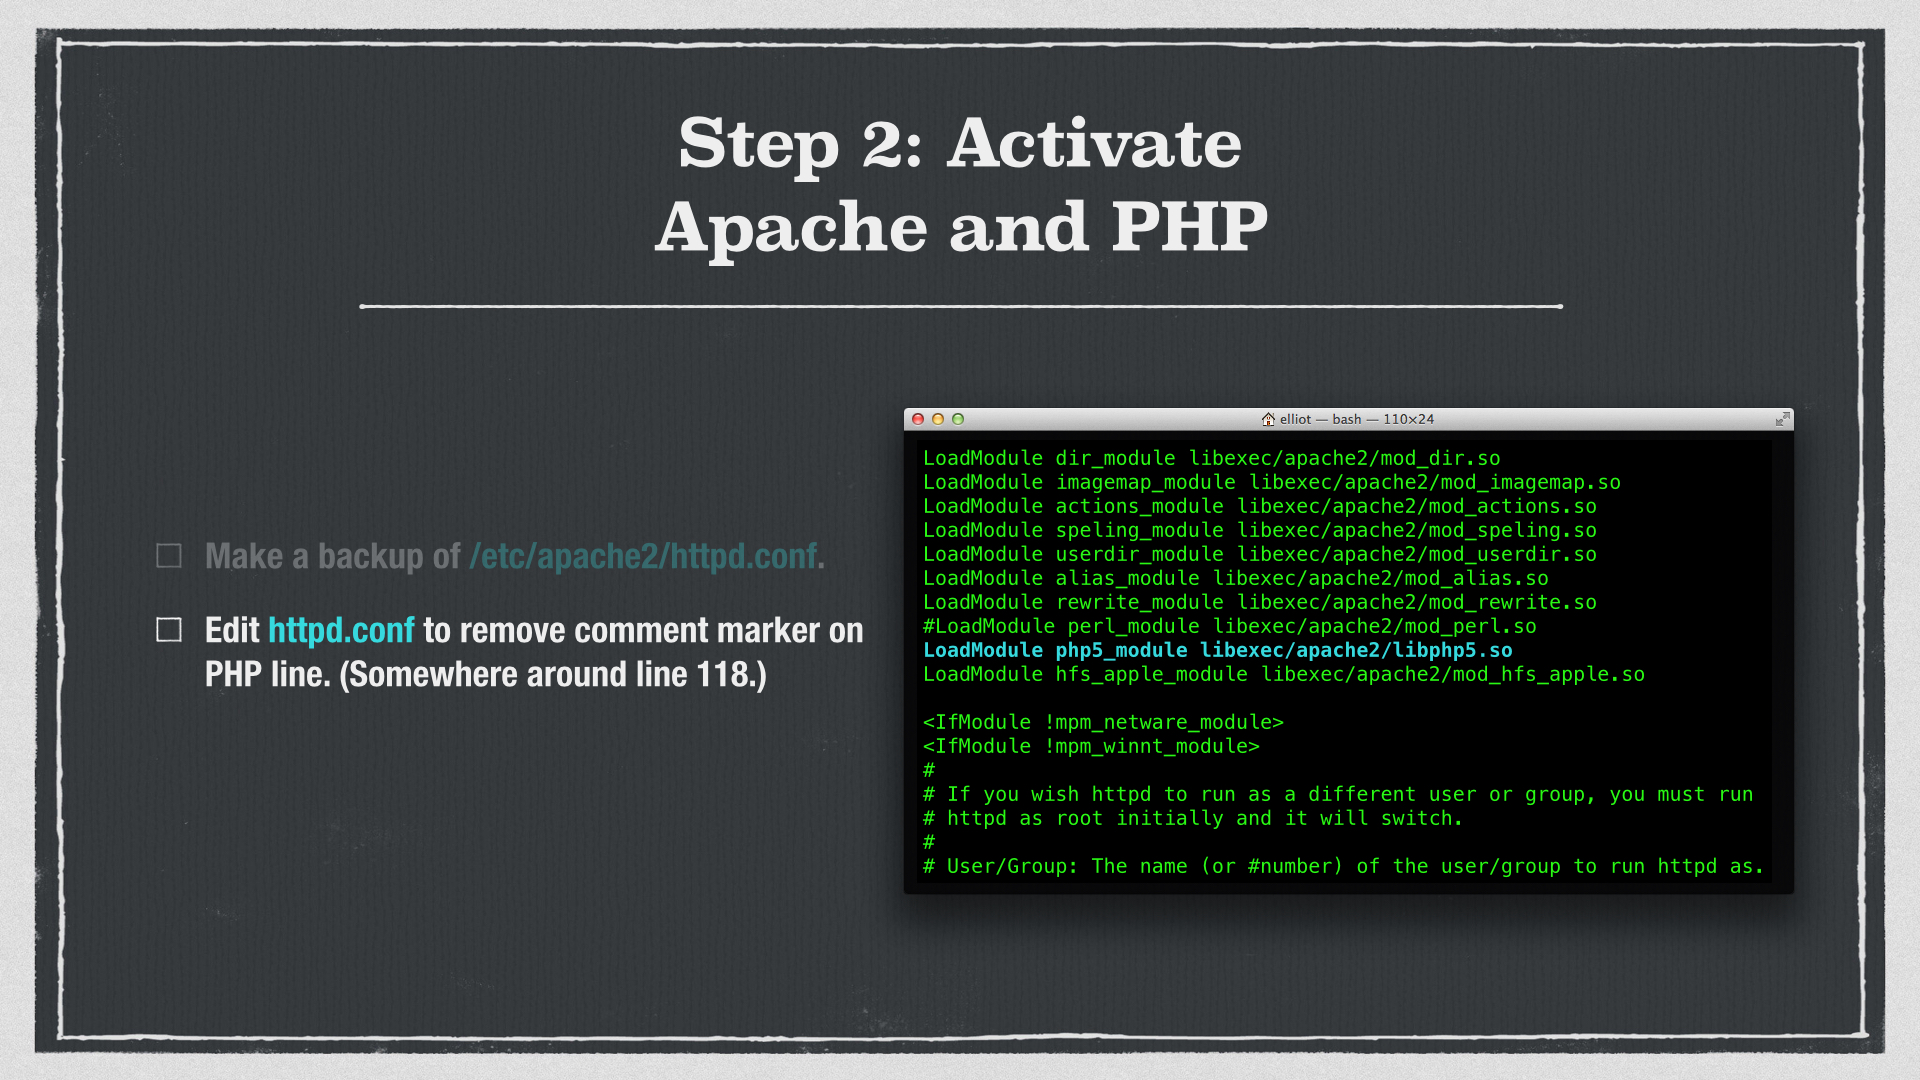 Step 2: Activate
Apache and PHP
Make a backup of /etc/apache2/httpd.conf.
Edit httpd.conf to remove comment marker on
PHP line. (Somewhere around line 118.)
elliot — bash — 110×24
LoadModule dir_module libexec/apache2/mod_dir.so
LoadModule imagemap_module libexec/apache2/mod_imagemap.so
LoadModule actions_module libexec/apache2/mod_actions.so
LoadModule speling_module libexec/apache2/mod_speling.so
LoadModule userdir_module libexec/apache2/mod_userdir.so
LoadModule alias_module libexec/apache2/mod_alias.so
LoadModule rewrite_module libexec/apache2/mod_rewrite.so
#LoadModule perl_module libexec/apache2/mod_perl.so
LoadModule php5_module libexec/apache2/libphp5.so
LoadModule hfs_apple_module libexec/apache2/mod_hfs_apple.so
<IfModule !mpm_netware_module>
<IfModule !mpm_winnt_module>
#
# If you wish httpd to run as a different user or group, you must run
# httpd as root initially and it will switch.
#
# User/Group: The name (or #number) of the user/group to run httpd as.